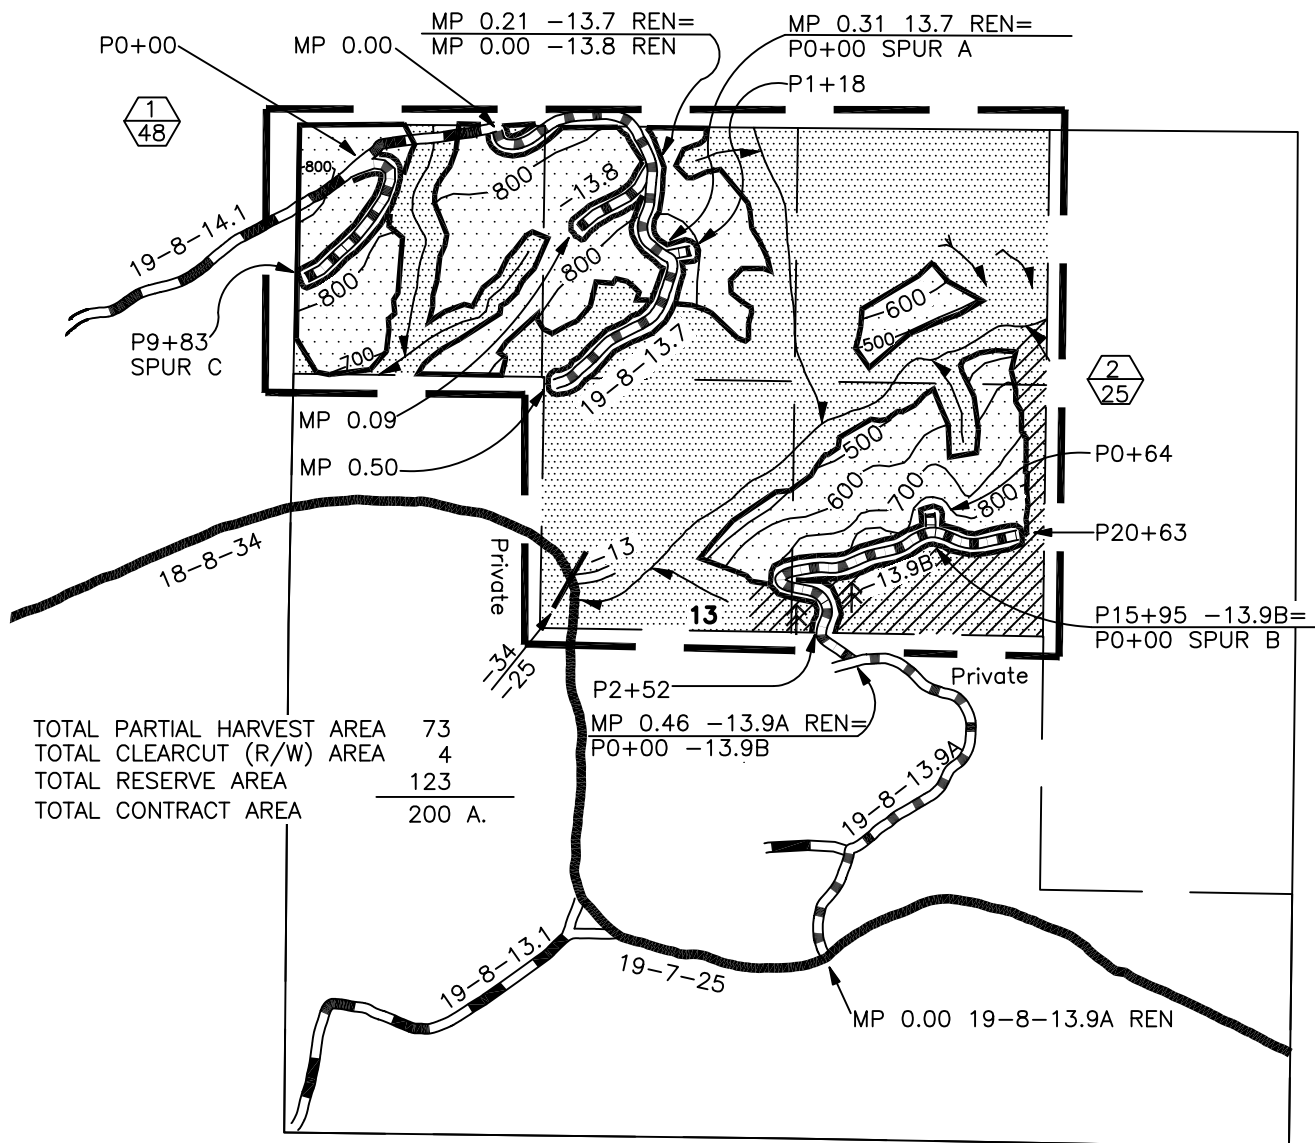 MP 0.21 -13.7 REN=
MP 0.00 -13.8 REN
MP 0.31 13.7 REN=
P0+00 SPUR A
P0+00
MP 0.00
P1+18
1
48
-800
800
-13.8
800
800
19-8-14.1
600
500
P9+83
SPUR C
700
19-8-13.7
2
25
MP 0.09
MP 0.50
500
600
700
800
P0+64
P20+63
18-8-34
Private
-13
-13.9B
13
P15+95 -13.9B=
P0+00 SPUR B
-34
-25
P2+52
Private
MP 0.46 -13.9A REN=
P0+00 -13.9B
TOTAL PARTIAL HARVEST AREA 73
TOTAL CLEARCUT (R/W) AREA 4
TOTAL RESERVE AREA 123
TOTAL CONTRACT AREA 200 A.
19-8-13.9A
19-8-13.1
19-7-25
MP 0.00 19-8-13.9A REN